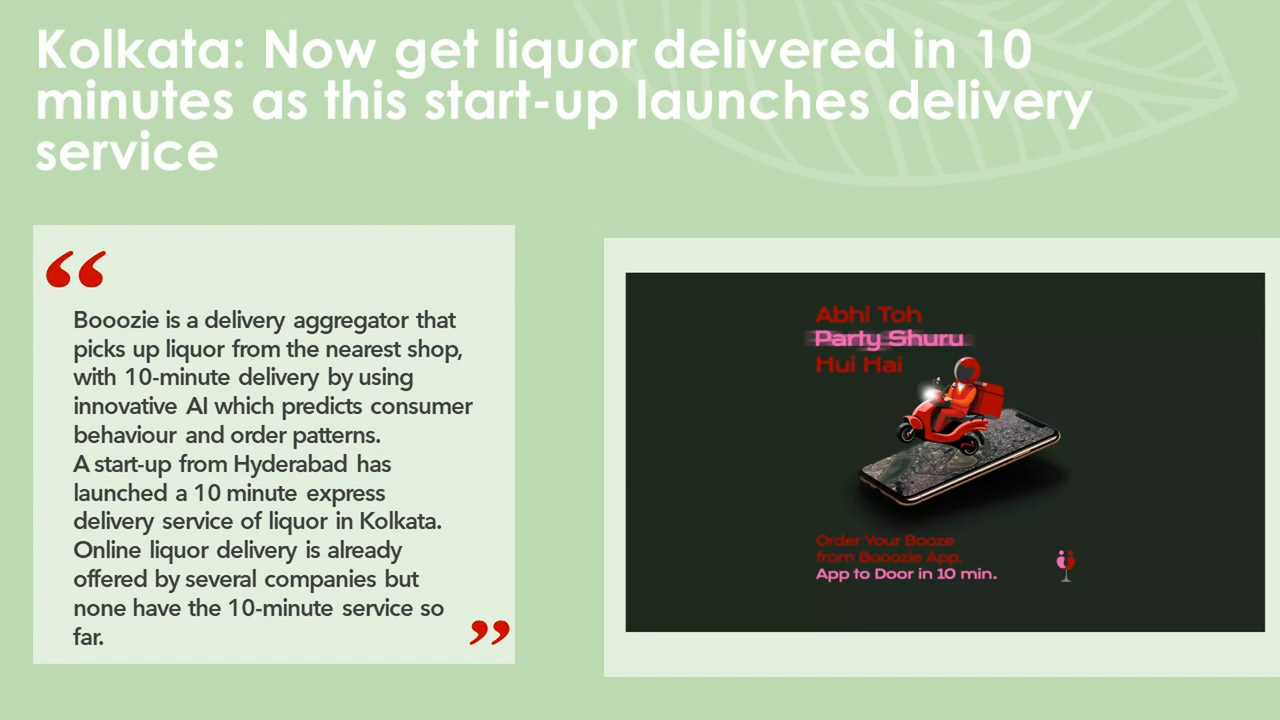 Kolkata: Now get liquor delivered in 10
minutes as this start-up launches delivery
service
“
Booozie is a delivery aggregator that
picks up liquor from the nearest shop,
with 10-minute delivery by using
innovative AI which predicts consumer
behaviour and order patterns.
A start-up from Hyderabad has
launched a 10 minute express
delivery service of liquor in Kolkata.
Online liquor delivery is already
offered by several companies but
none have the 10-minute service so
far.
”
Abhi Toh
Party Shuru
Hui Hai
Order Your Booze
from Booozie App.
App to Door in 10 min.